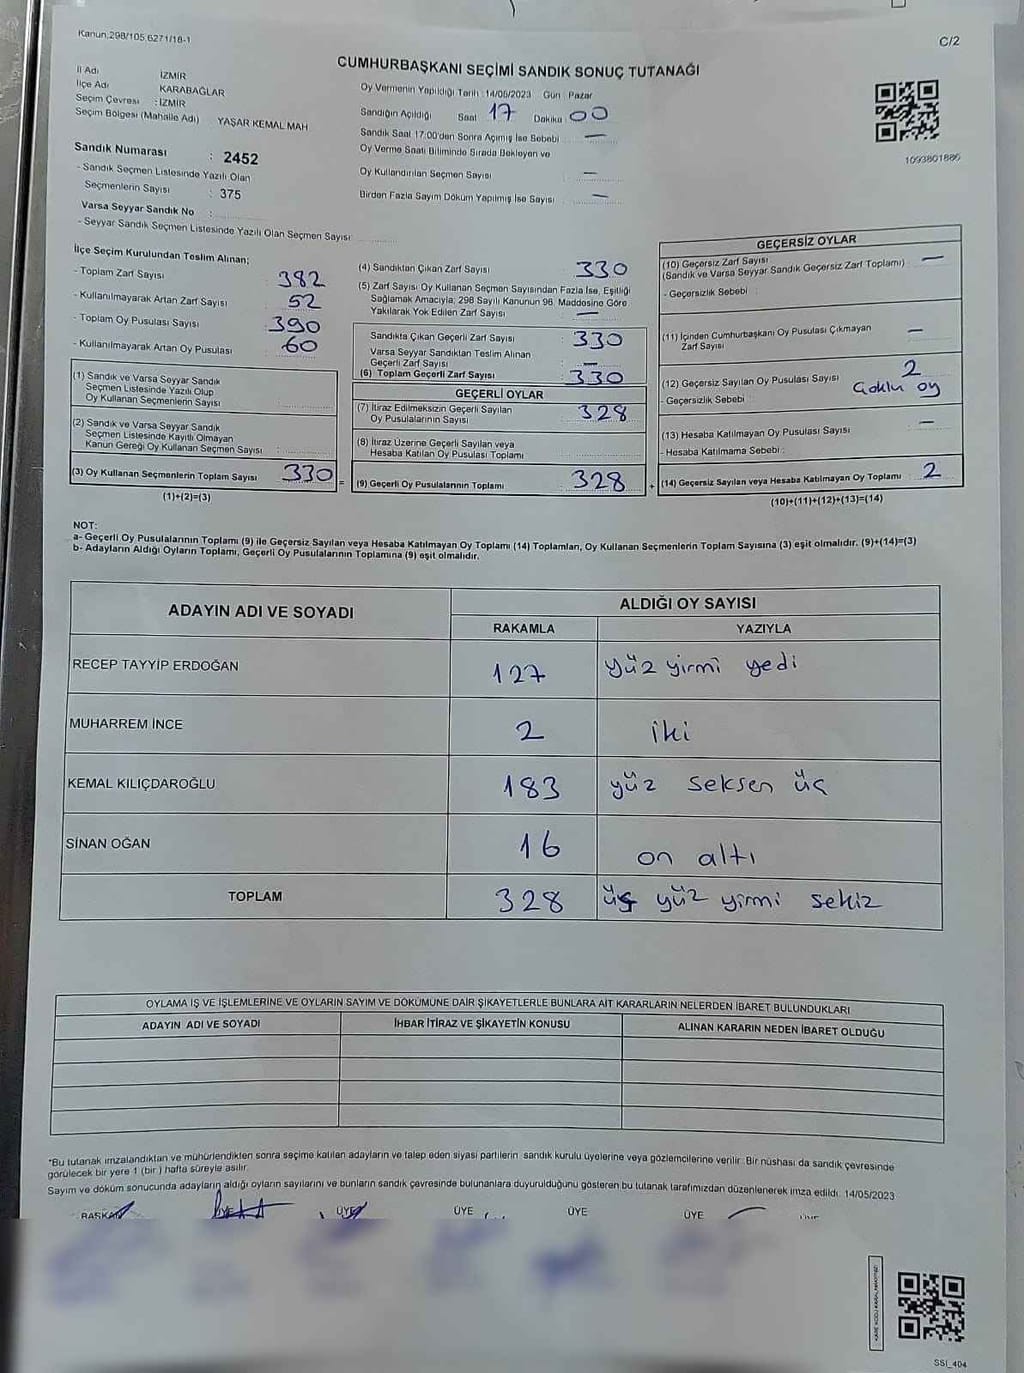 Kanun,298/105,6271/18-1
C/2
CUMHURBAŞKANI SEÇİMİ SANDIK SONUÇ TUTANAĞI
İl Adı : İZMİR
İlçe Adı : KARABAĞLAR
Seçim Çevresi : İZMİR
Seçim Bölgesi (Mahalle Adı) YAŞAR KEMAL MAH
Sandık Numarası : 2452
- Sandık Seçmen Listesinde Yazılı Olan
Seçmenlerin Sayısı : 375
Varsa Seyyar Sandık No :
- Seyyar Sandık Seçmen Listesinde Yazılı Olan Seçmen Sayısı
Oy Vermenin Yapıldığı Tarih : 14/05/2023 Gün : Pazar
Sandığın Açıldığı Saat 17 Dakika 00
Sandık Saat 17:00'den Sonra Açılmış İse Sebebi —
Oy Verme Saati Bitiminde Sırada Bekleyen ve
Oy Kullandırılan Seçmen Sayısı —
Birden Fazla Sayım Döküm Yapılmış İse Sayısı —
1093801886
İlçe Seçim Kurulundan Teslim Alınan;
- Toplam Zarf Sayısı 382
- Kullanılmayarak Artan Zarf Sayısı 52
- Toplam Oy Pusulası Sayısı 390
- Kullanılmayarak Artan Oy Pusulası 60
(1) Sandık ve Varsa Seyyar Sandık
Seçmen Listesinde Yazılı Olup
Oy Kullanan Seçmenlerin Sayısı
(2) Sandık ve Varsa Seyyar Sandık
Seçmen Listesinde Kayıtlı Olmayan
Kanun Gereği Oy Kullanan Seçmen Sayısı
(3) Oy Kullanan Seçmenlerin Toplam Sayısı 330 =
(1)+(2)=(3)
(4) Sandıktan Çıkan Zarf Sayısı 330
(5) Zarf Sayısı Oy Kullanan Seçmen Sayısından Fazla İse, Eşitliği
Sağlamak Amacıyla; 298 Sayılı Kanunun 98. Maddesine Göre
Yakılarak Yok Edilen Zarf Sayısı —
Sandıkta Çıkan Geçerli Zarf Sayısı : 330
Varsa Seyyar Sandıktan Teslim Alınan
Geçerli Zarf Sayısı —
(6) Toplam Geçerli Zarf Sayısı 330
GEÇERLİ OYLAR
(7) İtiraz Edilmeksizin Geçerli Sayılan
Oy Pusulalarının Sayısı 328
(8) İtiraz Üzerine Geçerli Sayılan veya
Hesaba Katılan Oy Pusulası Toplamı
(9) Geçerli Oy Pusulalarının Toplamı 328 +
GEÇERSİZ OYLAR
(10) Geçersiz Zarf Sayısı —
(Sandık ve Varsa Seyyar Sandık Geçersiz Zarf Toplamı)
- Geçersizlik Sebebi :
(11) İçinden Cumhurbaşkanı Oy Pusulası Çıkmayan
Zarf Sayısı —
(12) Geçersiz Sayılan Oy Pusulası Sayısı 2
- Geçersizlik Sebebi : Çoklu oy
(13) Hesaba Katılmayan Oy Pusulası Sayısı —
- Hesaba Katılmama Sebebi :
(14) Geçersiz Sayılan veya Hesaba Katılmayan Oy Toplamı 2
(10)+(11)+(12)+(13)=(14)
NOT:
a- Geçerli Oy Pusulalarının Toplamı (9) ile Geçersiz Sayılan veya Hesaba Katılmayan Oy Toplamı (14) Toplamları, Oy Kullanan Seçmenlerin Toplam Sayısına (3) eşit olmalıdır. (9)+(14)=(3)
b- Adayların Aldığı Oyların Toplamı, Geçerli Oy Pusulalarının Toplamına (9) eşit olmalıdır.
ADAYIN ADI VE SOYADI
ALDIĞI OY SAYISI
RAKAMLA YAZIYLA
RECEP TAYYİP ERDOĞAN 127 yüz yirmi yedi
MUHARREM İNCE 2 iki
KEMAL KILIÇDAROĞLU 183 yüz seksen üç
SİNAN OĞAN 16 on altı
TOPLAM 328 üç yüz yirmi sekiz
OYLAMA İŞ VE İŞLEMLERİNE VE OYLARIN SAYIM VE DÖKÜMÜNE DAİR ŞİKAYETLERLE BUNLARA AİT KARARLARIN NELERDEN İBARET BULUNDUKLARI
ADAYIN ADI VE SOYADI İHBAR İTİRAZ VE ŞİKAYETİN KONUSU ALINAN KARARIN NEDEN İBARET OLDUĞU
*Bu tutanak imzalandıktan ve mühürlendikten sonra seçime katılan adayların ve talep eden siyasi partilerin sandık kurulu üyelerine veya gözlemcilerine verilir. Bir nüshası da sandık çevresinde
görülecek bir yere 1 (bir) hafta süreyle asılır.
Sayım ve döküm sonucunda adayların aldığı oyların sayılarını ve bunların sandık çevresinde bulunanlara duyurulduğunu gösteren bu tutanak tarafımızdan düzenlenerek imza edildi. 14/05/2023
BAŞKAN ÜYE ÜYE ÜYE ÜYE ÜYE
SSI_404